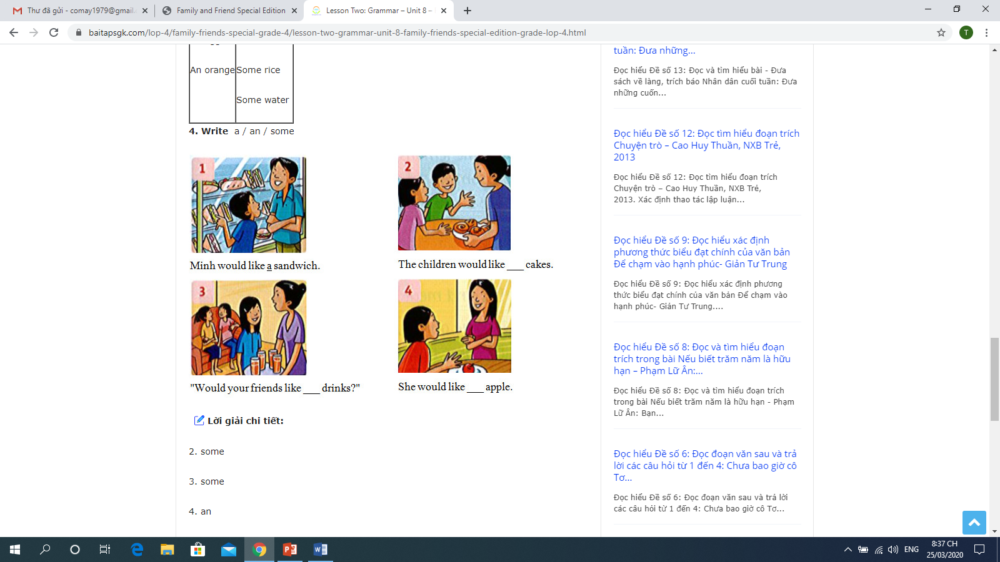 Thư đã gửi - comay1979@gmail.
Family and Friend Special Edition
Lesson Two: Grammar – Unit 8 –
baitapsgk.com/lop-4/family-friends-special-grade-4/lesson-two-grammar-unit-8-family-friends-special-edition-grade-lop-4.html
T
An orange
Some rice
Some water
4. Write a / an / some
1
2
Minh would like a sandwich.
The children would like ___ cakes.
3
4
"Would your friends like ___ drinks?"
She would like ___ apple.
Lời giải chi tiết:
2. some
3. some
4. an
tuần: Đưa những...
Đọc hiểu Đề số 13: Đọc và tìm hiểu bài - Đưa
sách về làng, trích báo Nhân dân cuối tuần: Đưa
những cuốn...
Đọc hiểu Đề số 12: Đọc tìm hiểu đoạn trích
Chuyện trò – Cao Huy Thuần, NXB Trẻ,
2013
Đọc hiểu Đề số 12: Đọc tìm hiểu đoạn trích
Chuyện trò – Cao Huy Thuần, NXB Trẻ,
2013. Xác định thao tác lập luận...
Đọc hiểu Đề số 9: Đọc hiểu xác định
phương thức biểu đạt chính của văn bản
Để chạm vào hạnh phúc- Giản Tư Trung
Đọc hiểu Đề số 9: Đọc hiểu xác định phương
thức biểu đạt chính của văn bản Để chạm vào
hạnh phúc- Giản Tư Trung....
Đọc hiểu Đề số 8: Đọc và tìm hiểu đoạn
trích trong bài Nếu biết trăm năm là hữu
hạn – Phạm Lữ Ân:...
Đọc hiểu Đề số 8: Đọc và tìm hiểu đoạn
trích trong bài Nếu biết trăm năm là hữu hạn - Phạm
Lữ Ân: Bạn...
Đọc hiểu Đề số 6: Đọc đoạn văn sau và trả
lời các câu hỏi từ 1 đến 4: Chưa bao giờ cô
Tơ...
Đọc hiểu Đề số 6: Đọc đoạn văn sau và trả lời
các câu hỏi từ 1 đến 4: Chưa bao giờ cô Tơ...
ENG
8:37 CH
25/03/2020